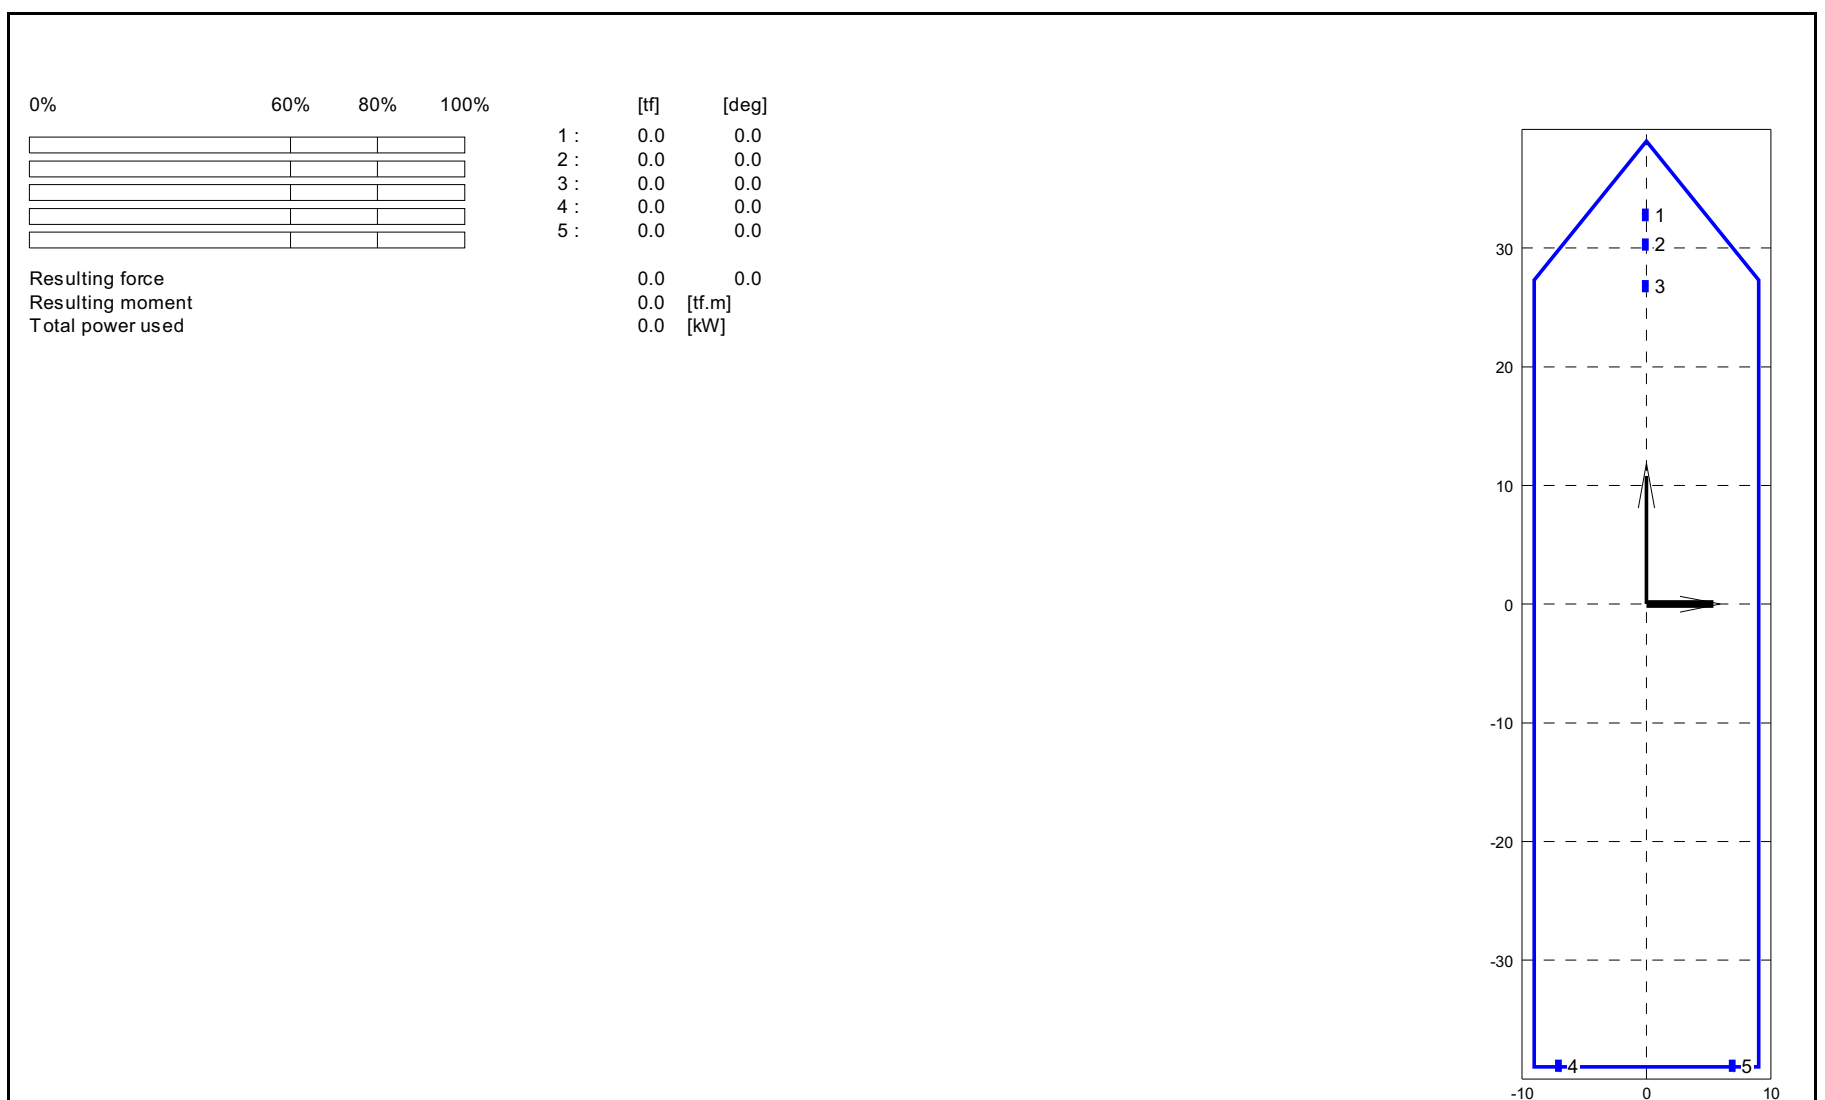 0% 60% 80% 100% [tf] [deg]
1 : 0.0 0.0
2 : 0.0 0.0
3 : 0.0 0.0
4 : 0.0 0.0
5 : 0.0 0.0
Resulting force 0.0 0.0
Resulting moment 0.0 [tf.m]
Total power used 0.0 [kW]
1
30 2
3
20
10
0
-10
-20
-30
4 5
-10 0 10